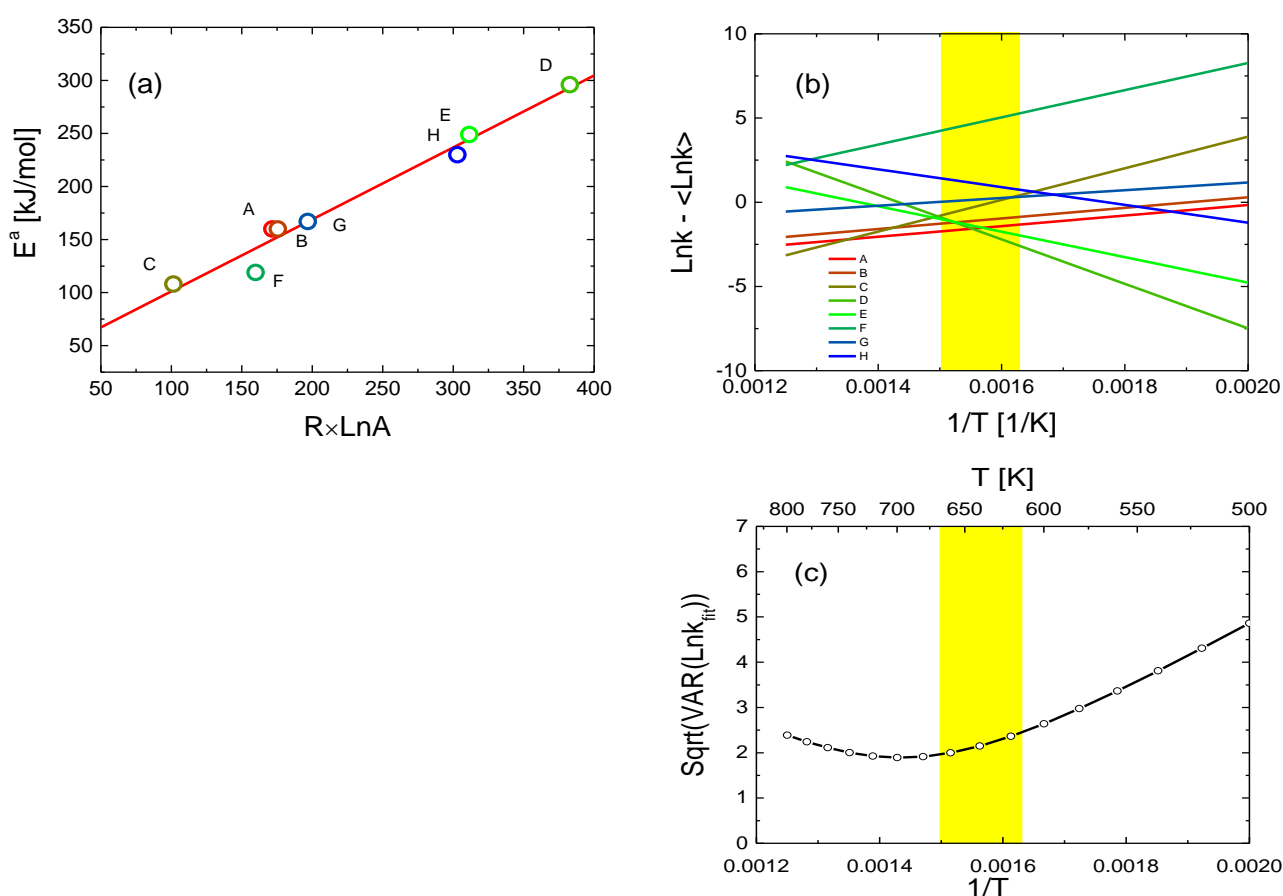 350
300
250
200
150
100
50
E^a [kJ/mol]
(a)
D
E
H
A
G
B
C
F
50 100 150 200 250 300 350 400
R×LnA
10
5
0
-5
-10
Lnk - <Lnk>
(b)
A
B
C
D
E
F
G
H
0.0012 0.0014 0.0016 0.0018 0.0020
1/T [1/K]
T [K]
800 750 700 650 600 550 500
7
6
5
4
3
2
1
0
Sqrt(VAR(Lnk_fit))
(c)
0.0012 0.0014 0.0016 0.0018 0.0020
1/T